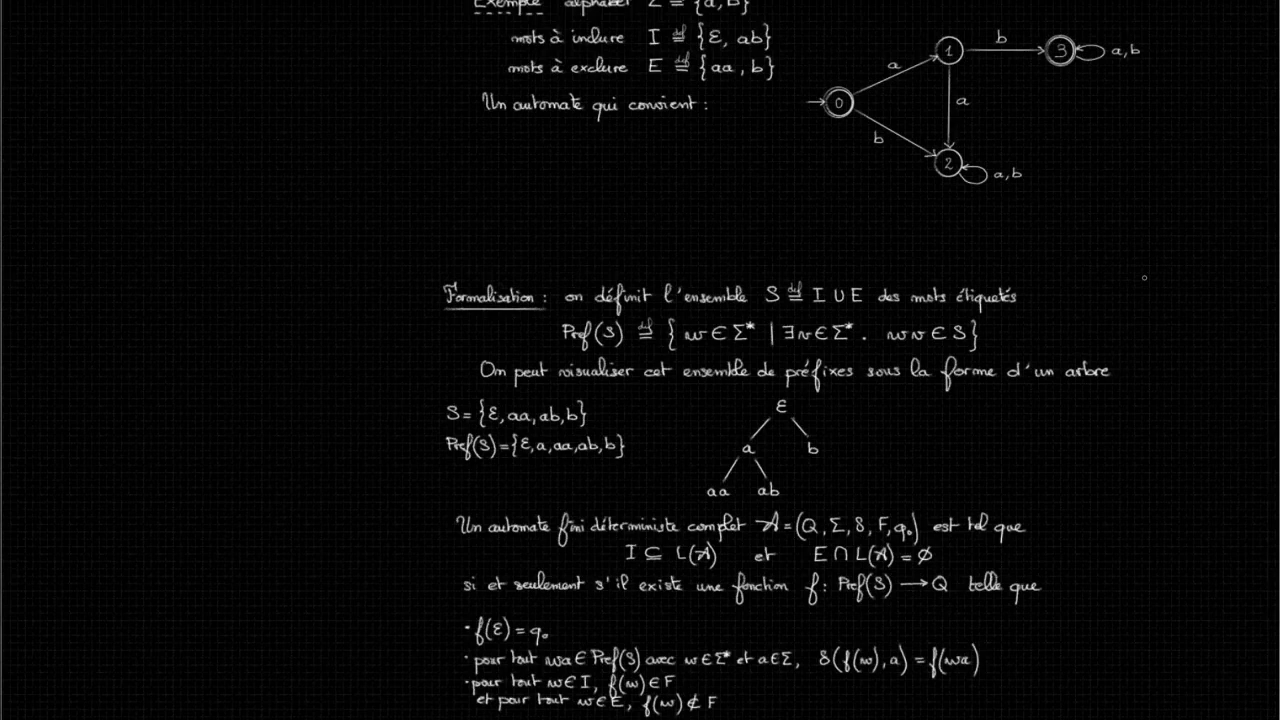 Exemple alphabet Σ ≝ {a,b}
mots à inclure I ≝ {ε, ab}
mots à exclure E ≝ {aa, b}
Un automate qui convient :
0
1
2
3
a
b
a
b
a,b
a,b
Formalisation : on définit l'ensemble S ≝ I ∪ E des mots étiquetés
Pref(S) ≝ {w ∈ Σ* | ∃v ∈ Σ*. wv ∈ S}
On peut visualiser cet ensemble de préfixes sous la forme d'un arbre
S = {ε, aa, ab, b}
Pref(S) = {ε, a, aa, ab, b}
ε
a b
aa ab
Un automate fini déterministe complet A = (Q, Σ, δ, F, q₀) est tel que
I ⊆ L(A) et E ∩ L(A) = ∅
si et seulement s'il existe une fonction f : Pref(S) → Q telle que
· f(ε) = q₀
· pour tout wa ∈ Pref(S) avec w ∈ Σ* et a ∈ Σ, δ(f(w), a) = f(wa)
· pour tout w ∈ I, f(w) ∈ F
et pour tout w ∈ E, f(w) ∉ F